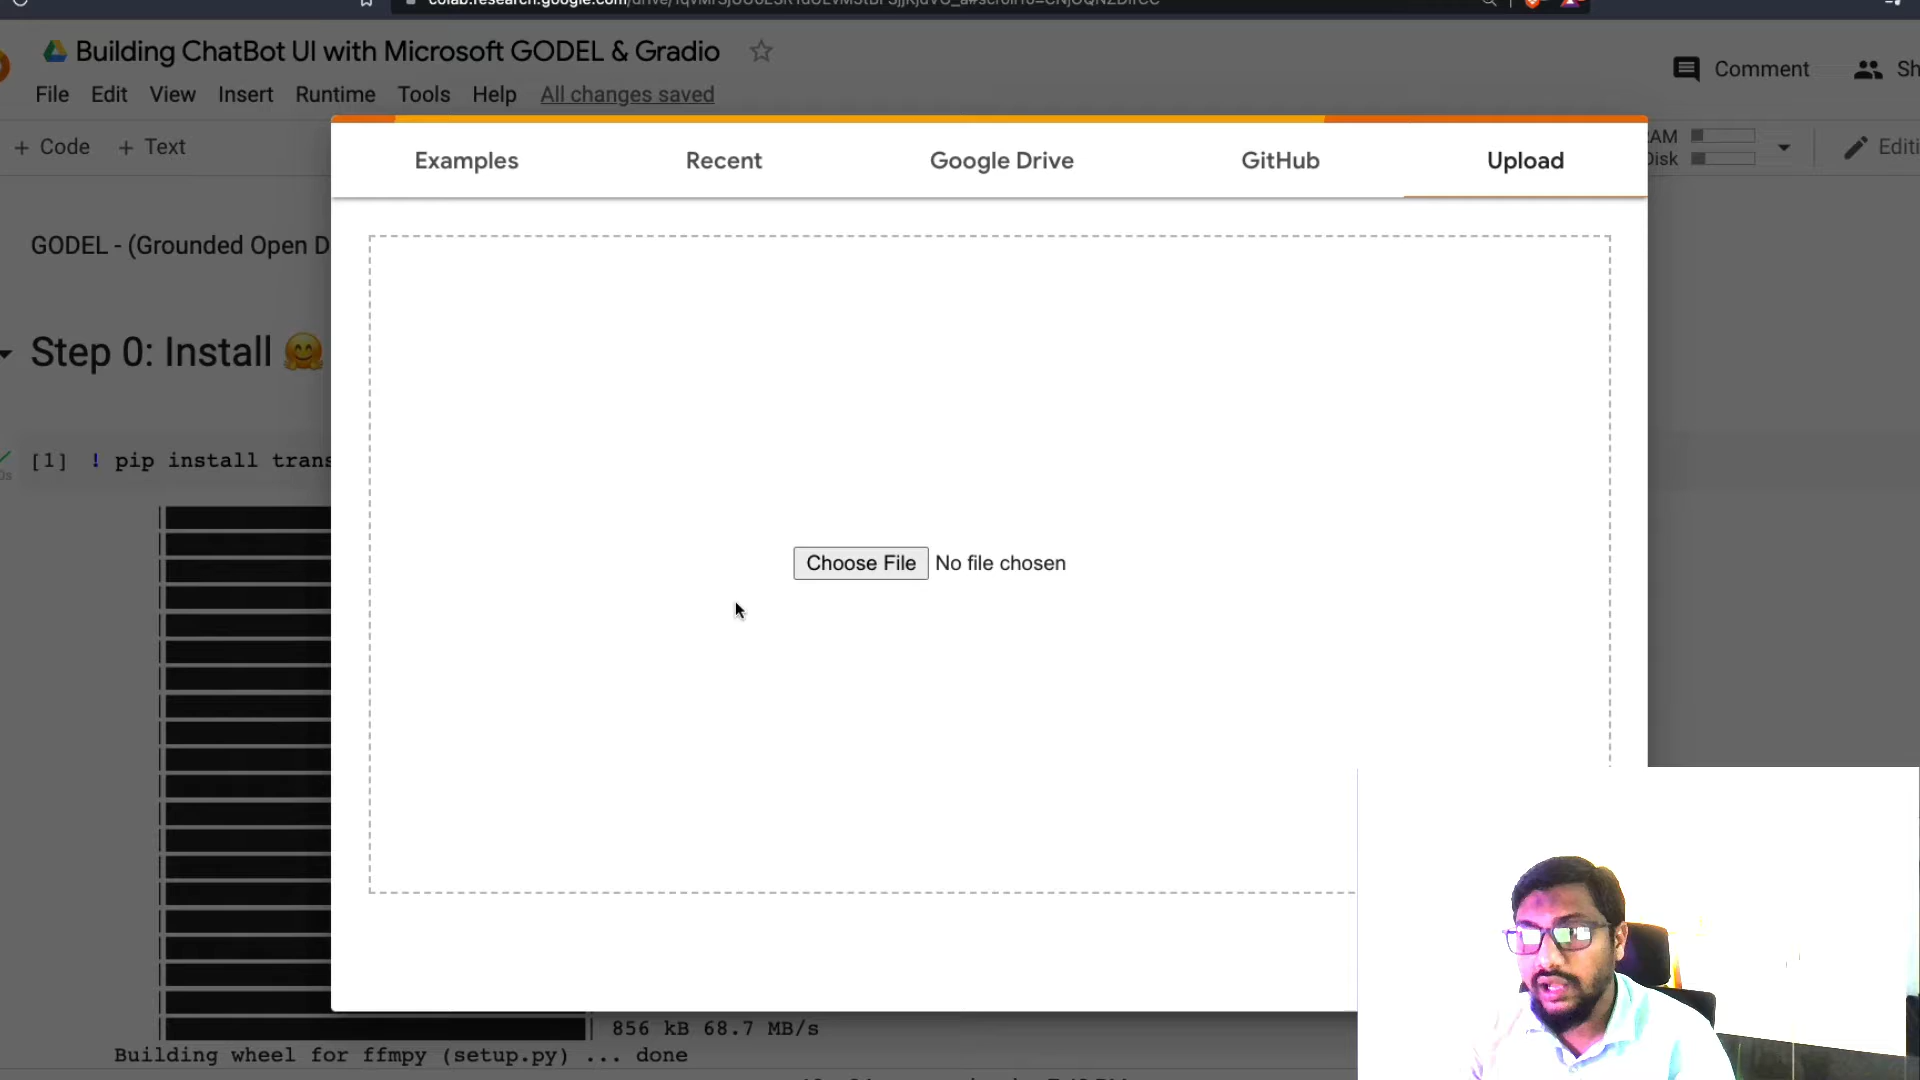 Building ChatBot UI with Microsoft GODEL & Gradio
Comment
File Edit View Insert Runtime Tools Help All changes saved
+ Code + Text
Examples Recent Google Drive GitHub Upload
GODEL - (Grounded Open D
Step 0: Install 🤗
[1] ! pip install trans
Choose File No file chosen
856 kB 68.7 MB/s
Building wheel for ffmpy (setup.py) ... done